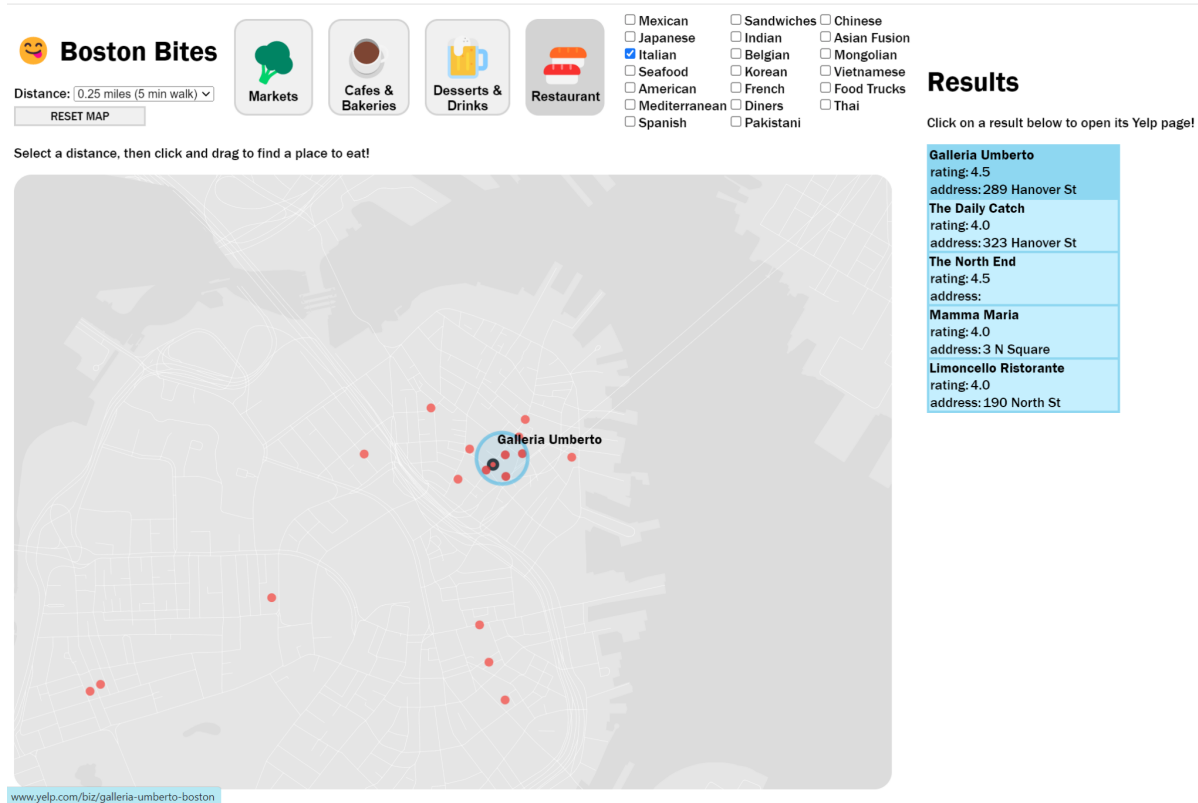 Boston Bites
Distance: 0.25 miles (5 min walk)
RESET MAP
Markets
Cafes &
Bakeries
Desserts &
Drinks
Restaurant
Mexican
Japanese
Italian
Seafood
American
Mediterranean
Spanish
Sandwiches
Indian
Belgian
Korean
French
Diners
Pakistani
Chinese
Asian Fusion
Mongolian
Vietnamese
Food Trucks
Thai
Select a distance, then click and drag to find a place to eat!
Galleria Umberto
Results
Click on a result below to open its Yelp page!
Galleria Umberto
rating: 4.5
address: 289 Hanover St
The Daily Catch
rating: 4.0
address: 323 Hanover St
The North End
rating: 4.5
address:
Mamma Maria
rating: 4.0
address: 3 N Square
Limoncello Ristorante
rating: 4.0
address: 190 North St
www.yelp.com/biz/galleria-umberto-boston